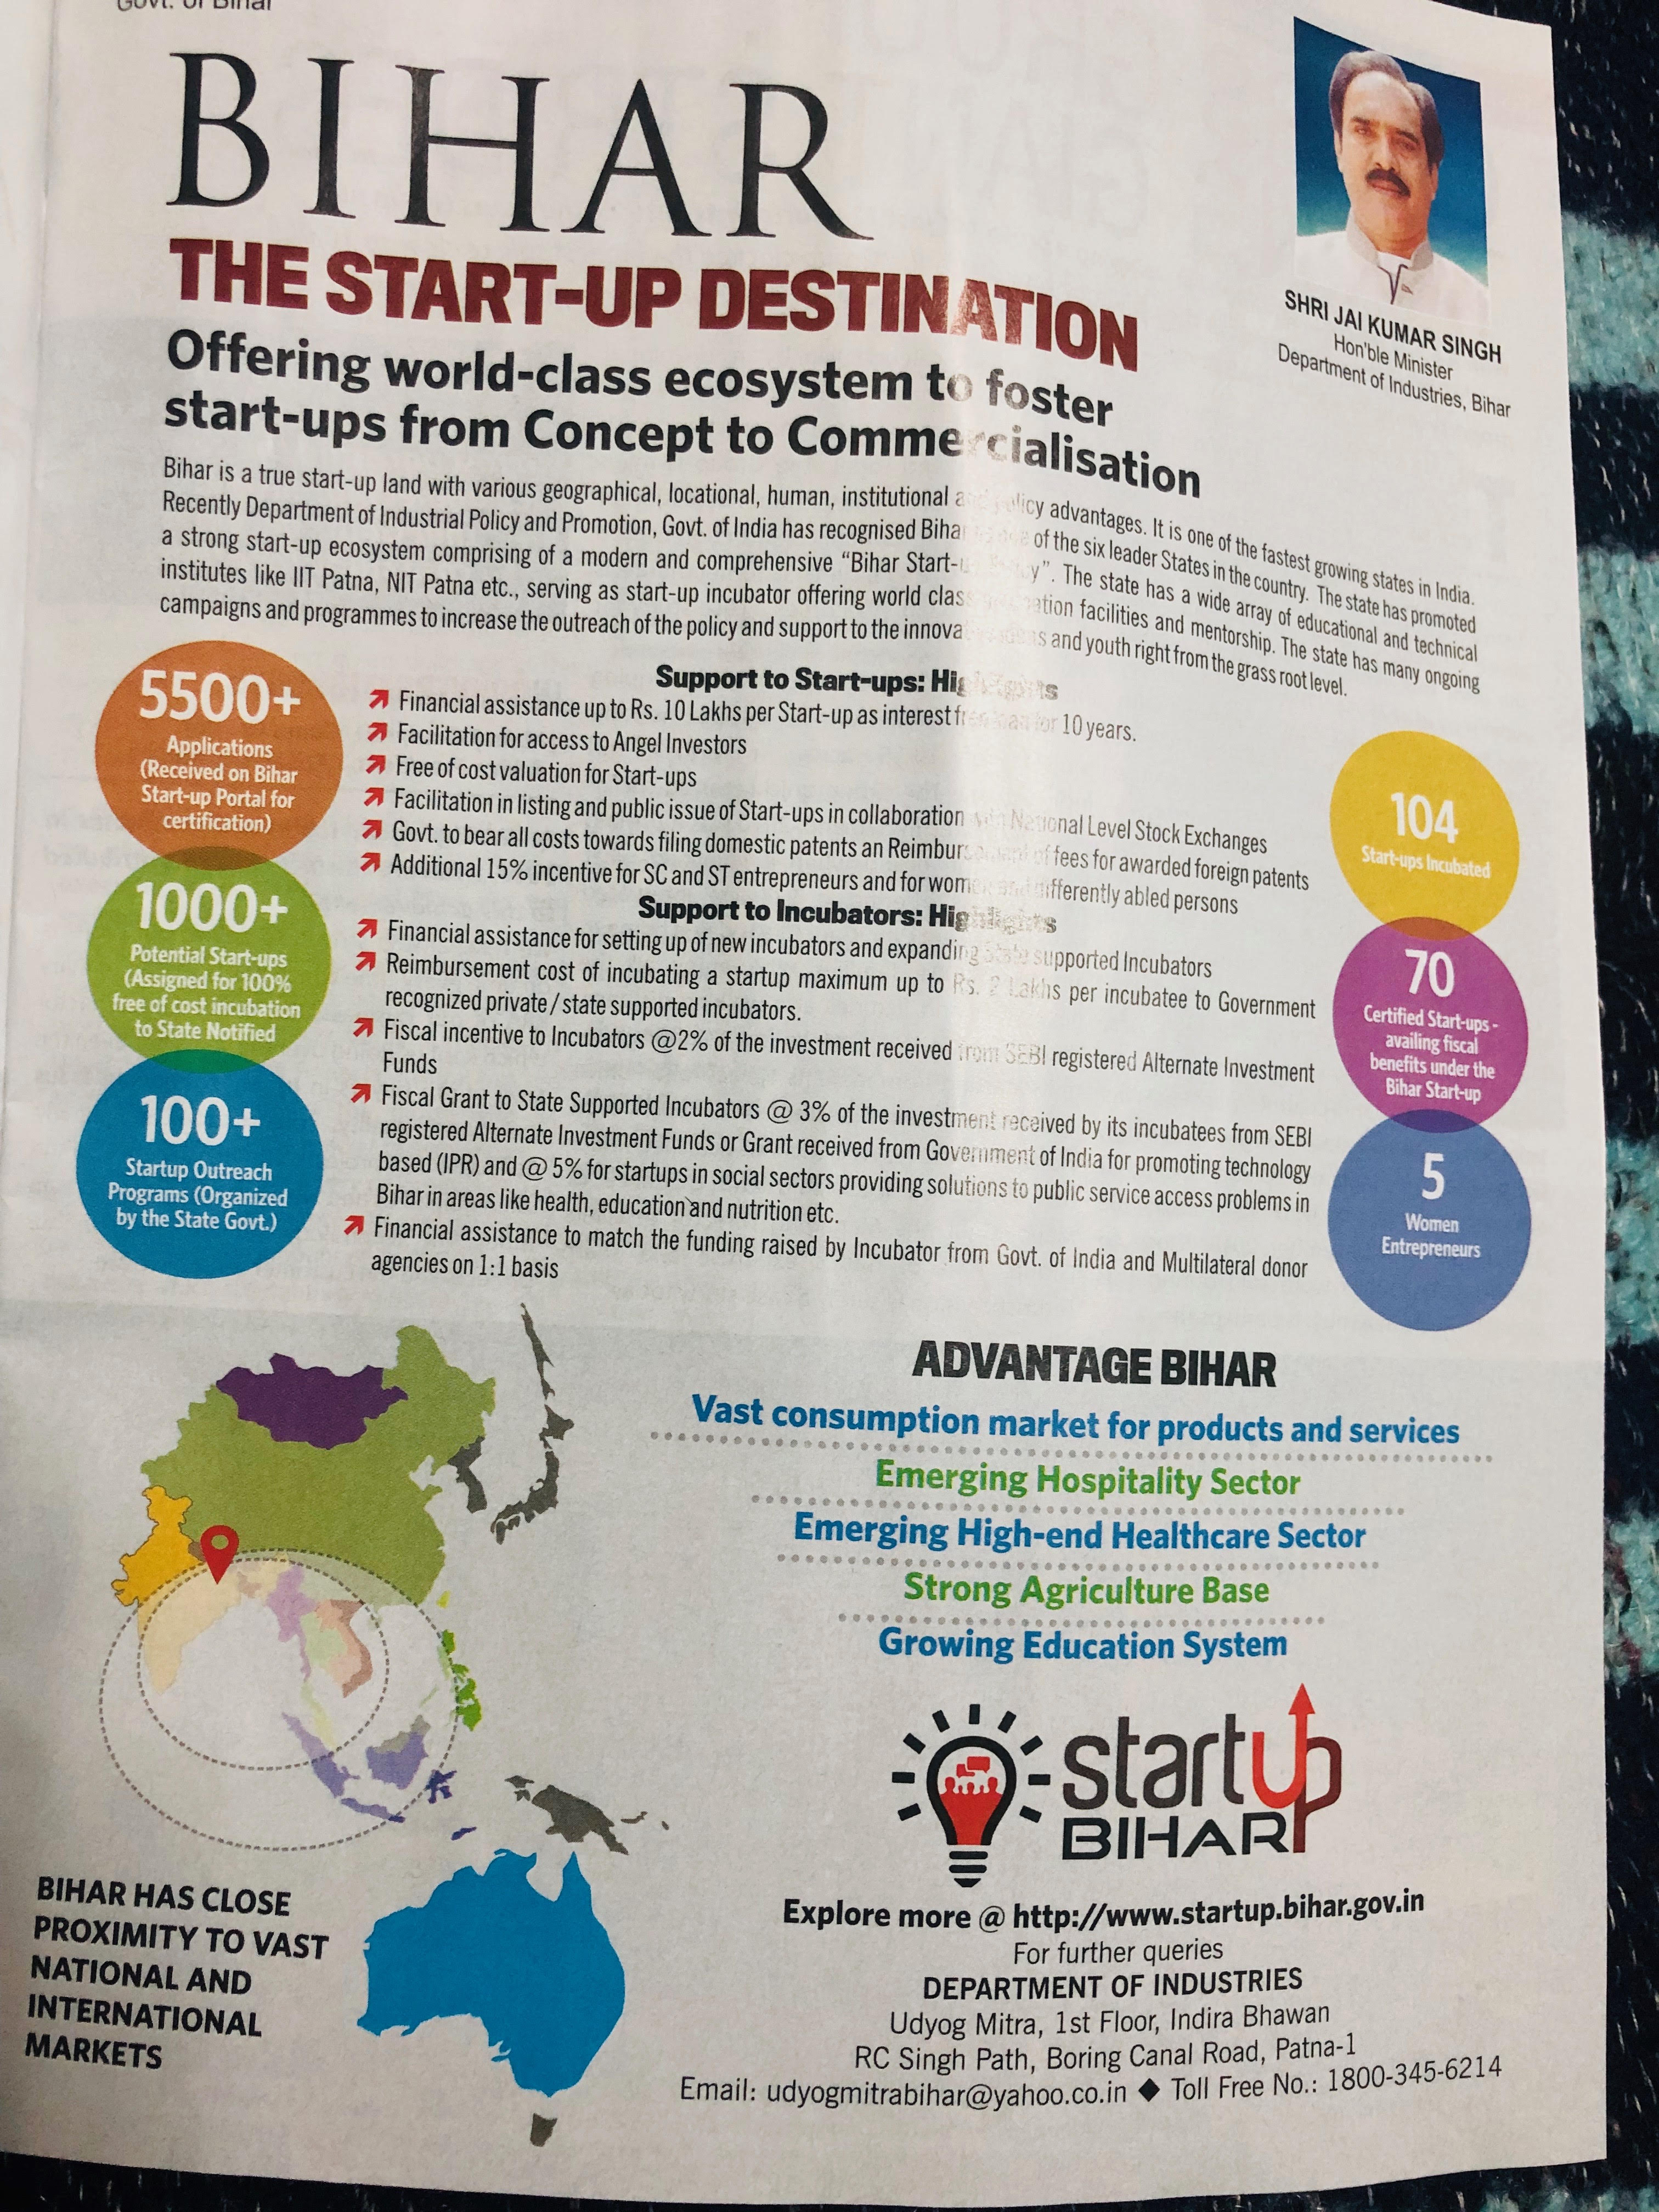 Govt. of Bihar
BIHAR
THE START-UP DESTINATION
Offering world-class ecosystem to foster
start-ups from Concept to Commercialisation
SHRI JAI KUMAR SINGH
Hon'ble Minister
Department of Industries, Bihar
Bihar is a true start-up land with various geographical, locational, human, institutional and policy advantages. It is one of the fastest growing states in India.
Recently Department of Industrial Policy and Promotion, Govt. of India has recognised Bihar of the six leader States in the country. The state has promoted
a strong start-up ecosystem comprising of a modern and comprehensive “Bihar Start-up Policy”. The state has a wide array of educational and technical
institutes like IIT Patna, NIT Patna etc., serving as start-up incubator offering world class facilities and mentorship. The state has many ongoing
campaigns and programmes to increase the outreach of the policy and support to the and youth right from the grass root level.
5500+
Applications
(Received on Bihar
Start-up Portal for
certification)
1000+
Potential Start-ups
(Assigned for 100%
free of cost incubation
to State Notified
100+
Startup Outreach
Programs (Organized
by the State Govt.)
Support to Start-ups: Highlights
Financial assistance up to Rs. 10 Lakhs per Start-up as interest free loan for 10 years.
Facilitation for access to Angel Investors
Free of cost valuation for Start-ups
Facilitation in listing and public issue of Start-ups in collaboration with National Level Stock Exchanges
Govt. to bear all costs towards filing domestic patents an Reimbursement of fees for awarded foreign patents
Additional 15% incentive for SC and ST entrepreneurs and for women and differently abled persons
Support to Incubators: Highlights
Financial assistance for setting up of new incubators and expanding State supported Incubators
Reimbursement cost of incubating a startup maximum up to Rs. 2 Lakhs per incubatee to Government
recognized private / state supported incubators.
Fiscal incentive to Incubators @2% of the investment received from SEBI registered Alternate Investment
Funds
Fiscal Grant to State Supported Incubators @ 3% of the investment received by its incubatees from SEBI
registered Alternate Investment Funds or Grant received from Government of India for promoting technology
based (IPR) and @ 5% for startups in social sectors providing solutions to public service access problems in
Bihar in areas like health, education and nutrition etc.
Financial assistance to match the funding raised by Incubator from Govt. of India and Multilateral donor
agencies on 1:1 basis
104
Start-ups Incubated
70
Certified Start-ups -
availing fiscal
benefits under the
Bihar Start-up
5
Women
Entrepreneurs
ADVANTAGE BIHAR
Vast consumption market for products and services
Emerging Hospitality Sector
Emerging High-end Healthcare Sector
Strong Agriculture Base
Growing Education System
startup
BIHAR
BIHAR HAS CLOSE
PROXIMITY TO VAST
NATIONAL AND
INTERNATIONAL
MARKETS
Explore more @ http://www.startup.bihar.gov.in
For further queries
DEPARTMENT OF INDUSTRIES
Udyog Mitra, 1st Floor, Indira Bhawan
RC Singh Path, Boring Canal Road, Patna-1
Email: udyogmitrabihar@yahoo.co.in ◆ Toll Free No.: 1800-345-6214